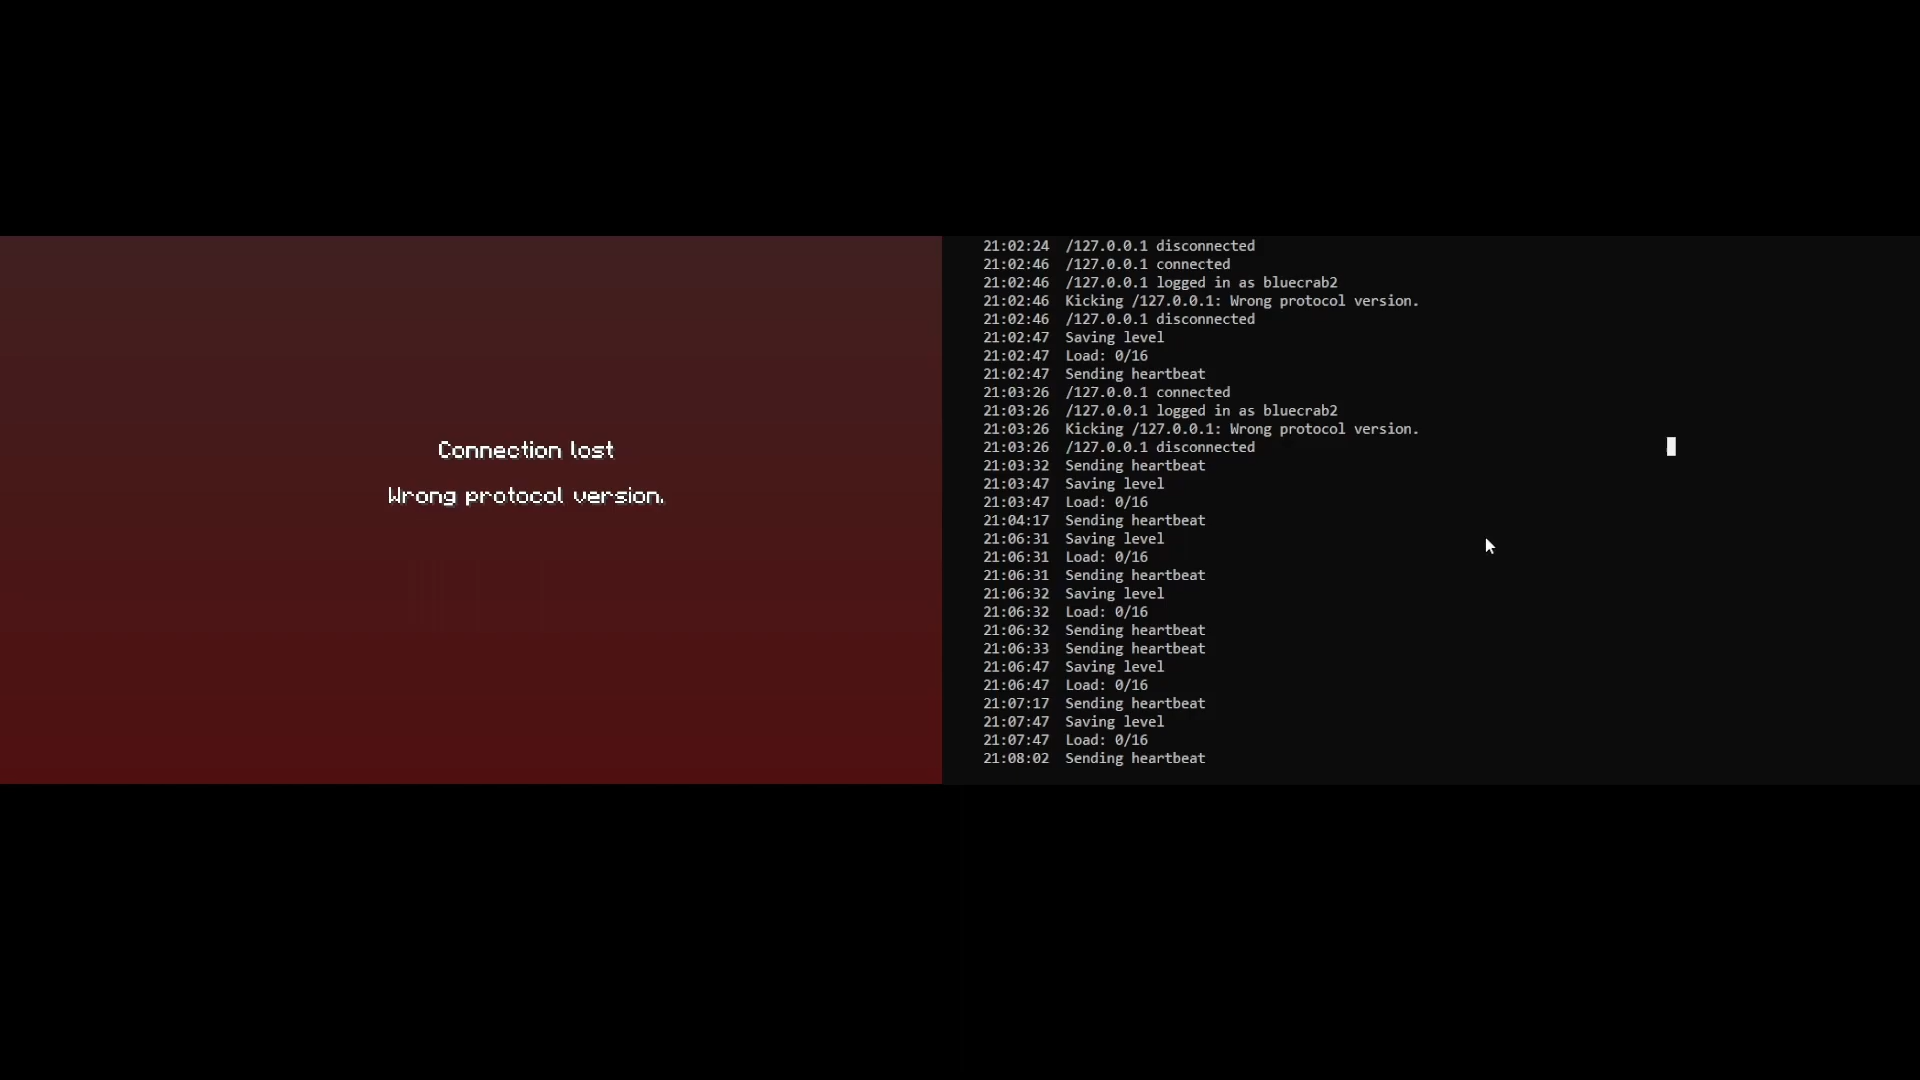 Connection lost
Wrong protocol version.
21:02:24 /127.0.0.1 disconnected
21:02:46 /127.0.0.1 connected
21:02:46 /127.0.0.1 logged in as bluecrab2
21:02:46 Kicking /127.0.0.1: Wrong protocol version.
21:02:46 /127.0.0.1 disconnected
21:02:47 Saving level
21:02:47 Load: 0/16
21:02:47 Sending heartbeat
21:03:26 /127.0.0.1 connected
21:03:26 /127.0.0.1 logged in as bluecrab2
21:03:26 Kicking /127.0.0.1: Wrong protocol version.
21:03:26 /127.0.0.1 disconnected
21:03:32 Sending heartbeat
21:03:47 Saving level
21:03:47 Load: 0/16
21:04:17 Sending heartbeat
21:06:31 Saving level
21:06:31 Load: 0/16
21:06:31 Sending heartbeat
21:06:32 Saving level
21:06:32 Load: 0/16
21:06:32 Sending heartbeat
21:06:33 Sending heartbeat
21:06:47 Saving level
21:06:47 Load: 0/16
21:07:17 Sending heartbeat
21:07:47 Saving level
21:07:47 Load: 0/16
21:08:02 Sending heartbeat